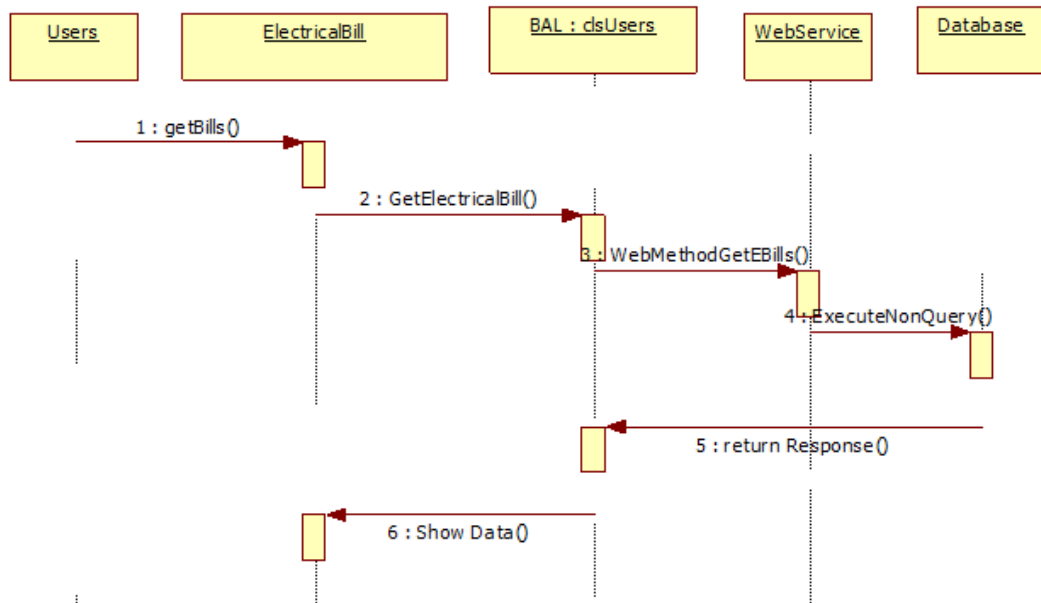 Users
ElectricalBill
BAL : clsUsers
WebService
Database
1 : getBills()
2 : GetElectricalBill()
3 : WebMethodGetEBills()
4 : ExecuteNonQuery()
5 : return Response()
6 : Show Data()